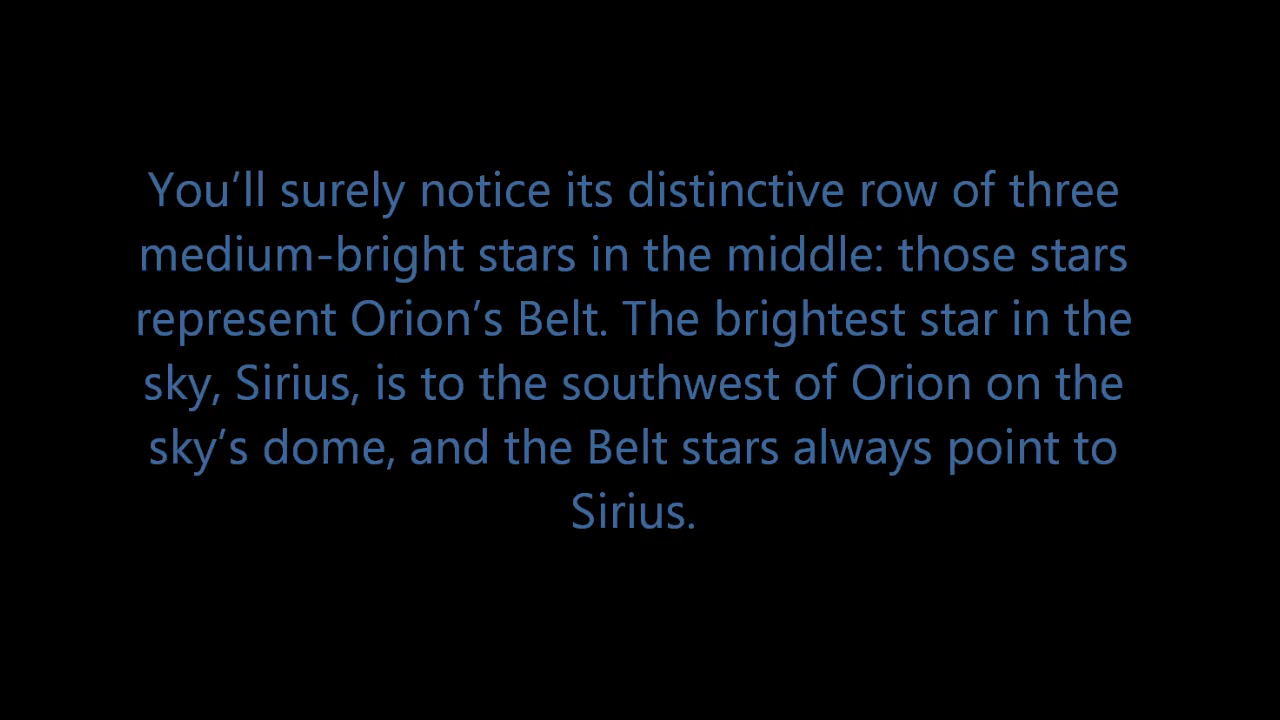 You’ll surely notice its distinctive row of three
medium-bright stars in the middle: those stars
represent Orion’s Belt. The brightest star in the
sky, Sirius, is to the southwest of Orion on the
sky’s dome, and the Belt stars always point to
Sirius.